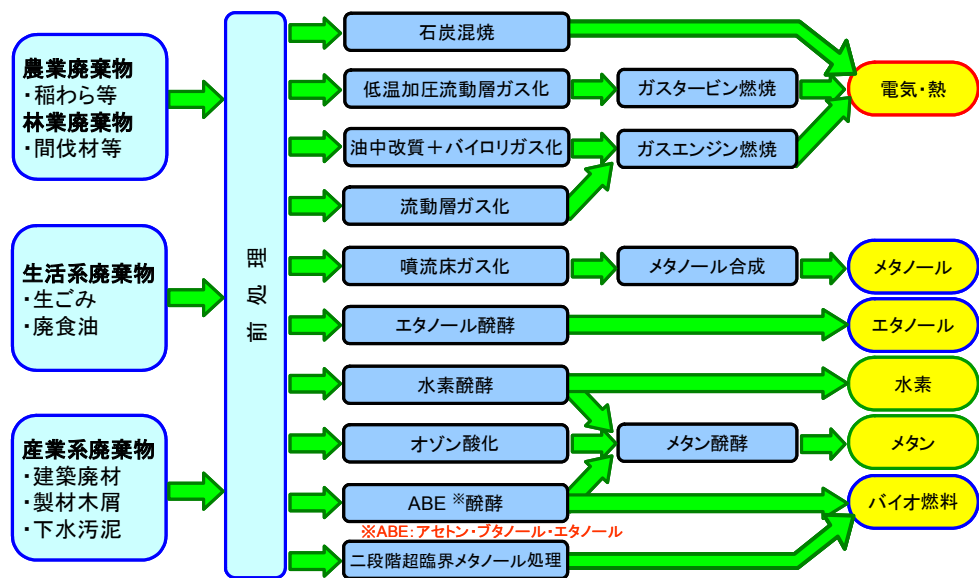 農業廃棄物
・稲わら等
林業廃棄物
・間伐材等
生活系廃棄物
・生ごみ
・廃食油
産業系廃棄物
・建築廃材
・製材木屑
・下水汚泥
前処理
石炭混焼
低温加圧流動層ガス化
ガスタービン燃焼
電気・熱
油中改質＋バイロリガス化
ガスエンジン燃焼
流動層ガス化
噴流床ガス化
メタノール合成
メタノール
エタノール醗酵
エタノール
水素醗酵
水素
オゾン酸化
メタン醗酵
メタン
ABE ※醗酵
バイオ燃料
※ABE：アセトン・ブタノール・エタノール
二段階超臨界メタノール処理